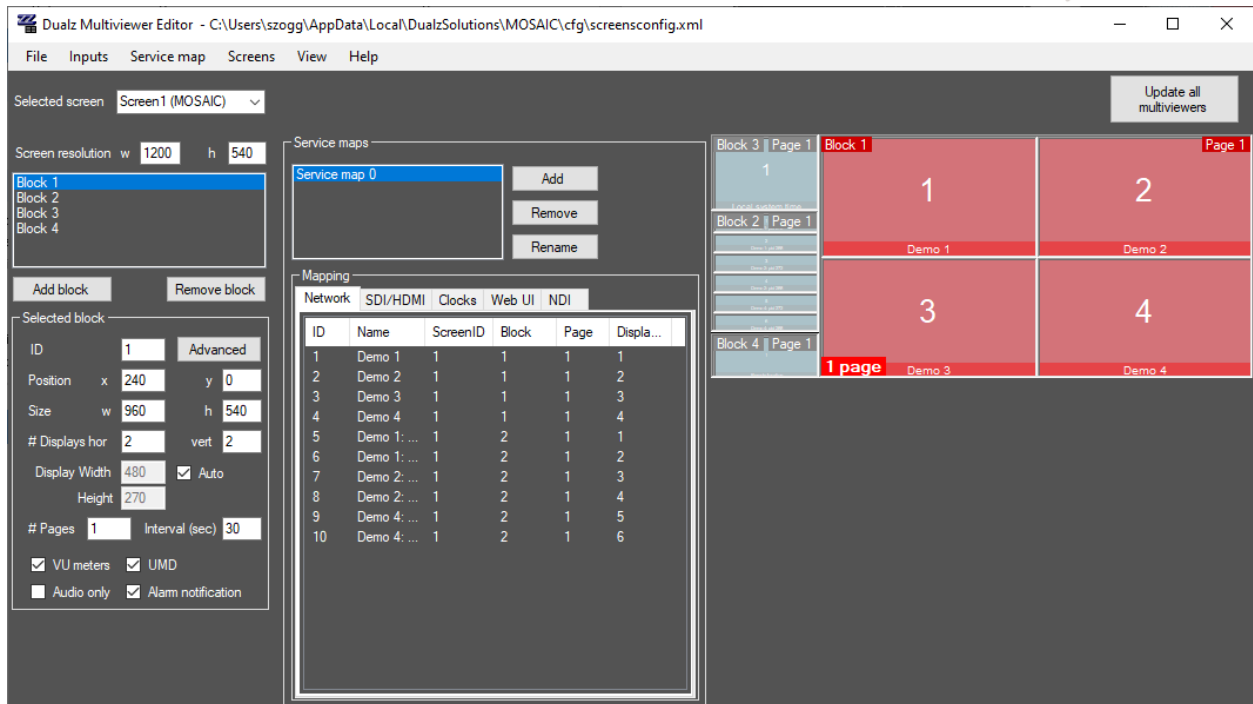 Dualz Multiviewer Editor - C:\Users\szogg\AppData\Local\DualzSolutions\MOSAIC\cfg\screensconfig.xml
File Inputs Service map Screens View Help
Selected screen Screen1 (MOSAIC)
Update all
multiviewers
Screen resolution w 1200 h 540
Block 1
Block 2
Block 3
Block 4
Add block Remove block
Selected block
ID 1 Advanced
Position x 240 y 0
Size w 960 h 540
# Displays hor 2 vert 2
Display Width 480 Auto
Height 270
# Pages 1 Interval (sec) 30
VU meters UMD
Audio only Alarm notification
Service maps
Service map 0
Add
Remove
Rename
Mapping
Network SDI/HDMI Clocks Web UI NDI
ID Name ScreenID Block Page Displa...
1 Demo 1 1 1 1 1
2 Demo 2 1 1 1 2
3 Demo 3 1 1 1 3
4 Demo 4 1 1 1 4
5 Demo 1: ... 1 2 1 1
6 Demo 1: ... 1 2 1 2
7 Demo 2: ... 1 2 1 3
8 Demo 2: ... 1 2 1 4
9 Demo 4: ... 1 2 1 5
10 Demo 4: ... 1 2 1 6
Block 3 Page 1
1
Local system time
Block 2 Page 1
Block 4 Page 1
Block 1 Page 1
1 2
Demo 1 Demo 2
3 4
1 page Demo 3 Demo 4